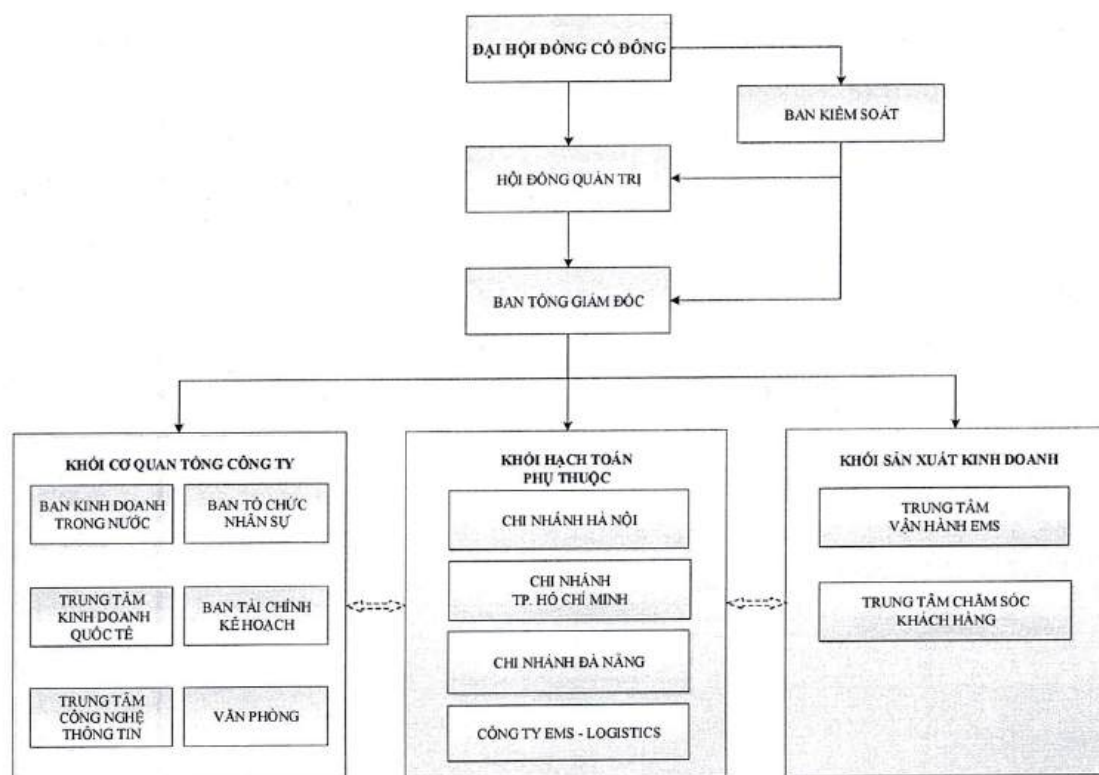 ĐẠI HỘI ĐỒNG CỔ ĐÔNG
BAN KIỂM SOÁT
HỘI ĐỒNG QUẢN TRỊ
BAN TỔNG GIÁM ĐỐC
KHỐI CƠ QUAN TỔNG CÔNG TY
BAN KINH DOANH
TRONG NƯỚC
BAN TỔ CHỨC
NHÂN SỰ
TRUNG TÂM
KINH DOANH
QUỐC TẾ
BAN TÀI CHÍNH
KẾ HOẠCH
TRUNG TÂM
CÔNG NGHỆ
THÔNG TIN
VĂN PHÒNG
KHỐI HẠCH TOÁN
PHỤ THUỘC
CHI NHÁNH HÀ NỘI
CHI NHÁNH
TP. HỒ CHÍ MINH
CHI NHÁNH ĐÀ NẴNG
CÔNG TY EMS - LOGISTICS
KHỐI SẢN XUẤT KINH DOANH
TRUNG TÂM
VẬN HÀNH EMS
TRUNG TÂM CHĂM SÓC
KHÁCH HÀNG